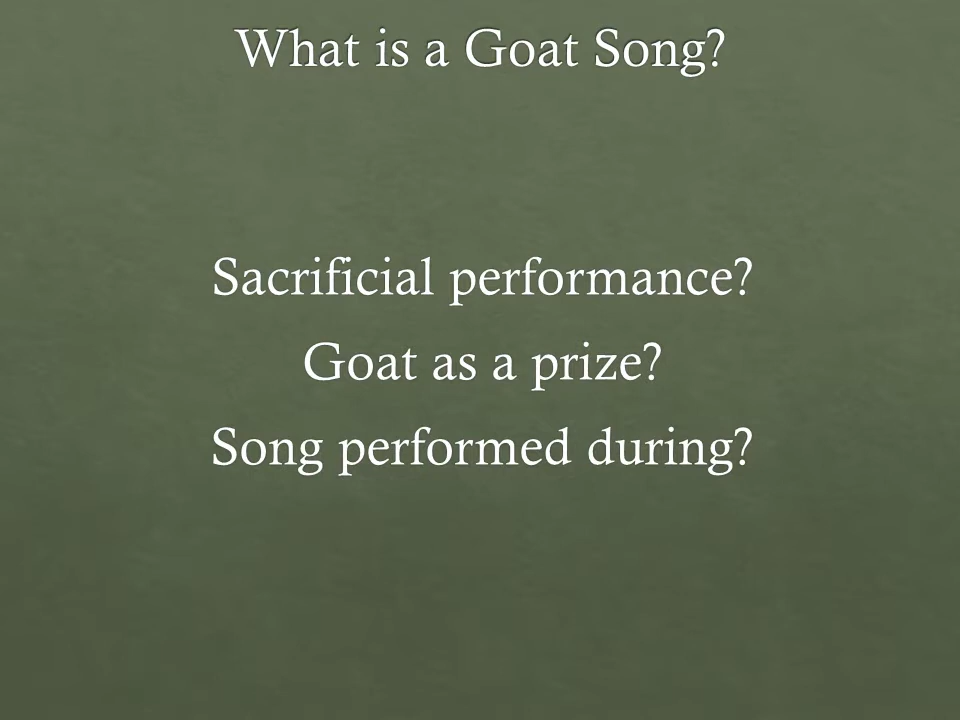 What is a Goat Song?
Sacrificial performance?
Goat as a prize?
Song performed during?